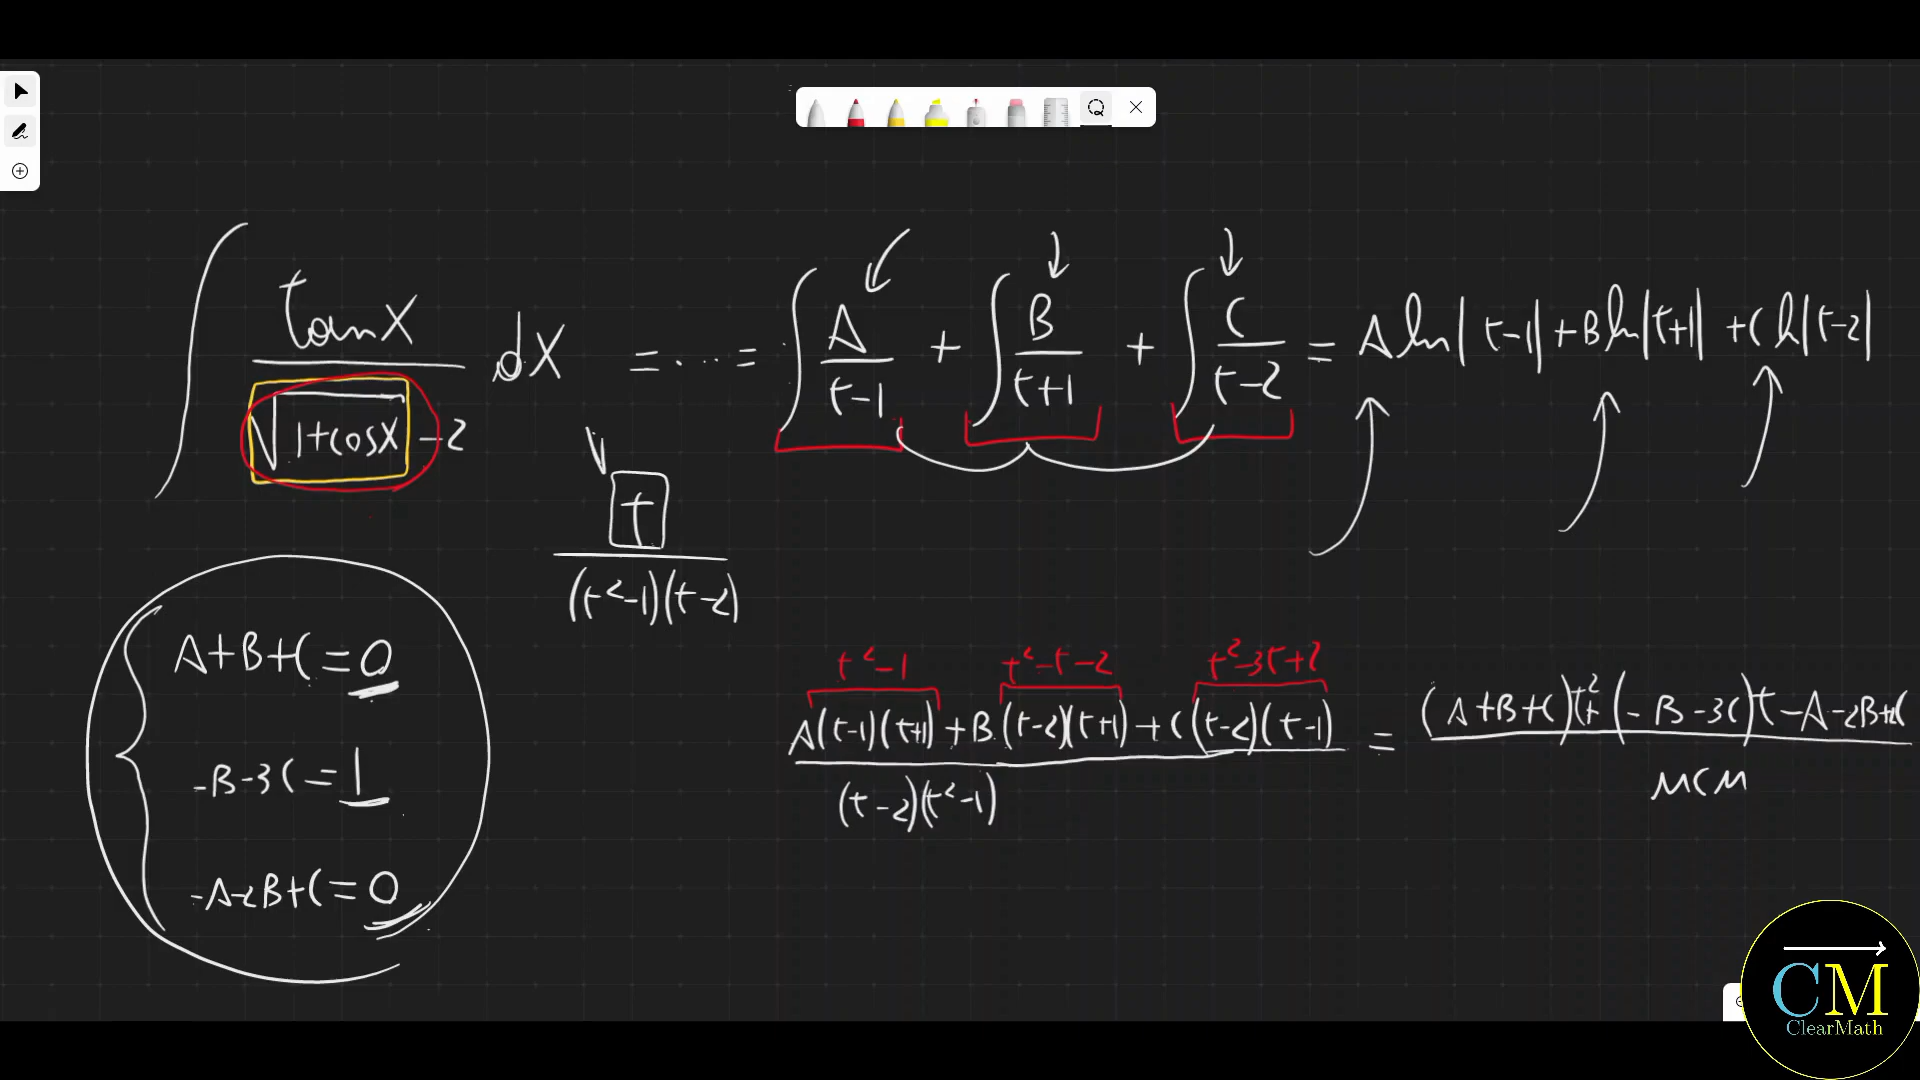 ∫ tanx / (√(1+cosx) - 2) dx = ... = ∫ A/(t-1) + ∫ B/(t+1) + ∫ C/(t-2) = A ln|t-1| + B ln|t+1| + C ln|t-2|
t / (t²-1)(t-2)
A+B+C = 0
-B-3C = 1
-A-2B+C = 0
t²-1 t²-t-2 t²-3t+2
A(t-1)(t+1) + B(t-2)(t+1) + C(t-2)(t-1) = (A+B+C)t² + (-B-3C)t -A-2B+2C
(t-2)(t²-1) MCM
CM
ClearMath